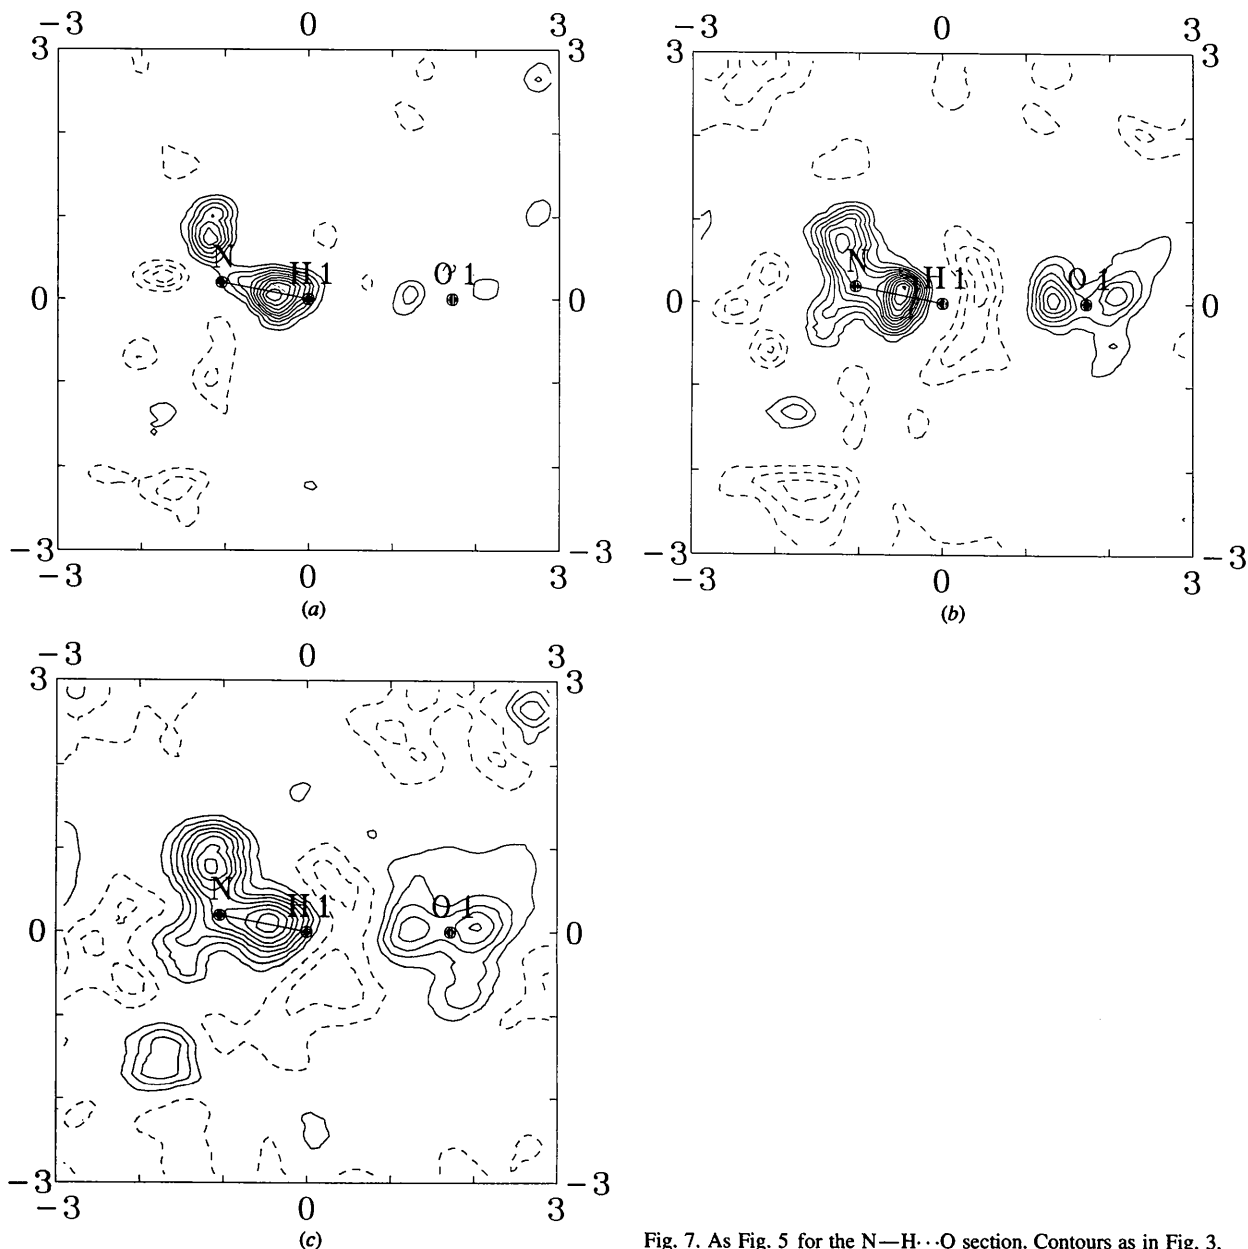 −3 0 3
3 3
N H 1 O 1
0 0
−3 −3
−3 0 3
(a)
−3 0 3
3 3
N H 1 O 1
0 0
−3 −3
−3 0 3
(b)
−3 0 3
3 3
N H 1 O 1
0 0
−3 −3
−3 0 3
(c)
Fig. 7. As Fig. 5 for the N—H···O section. Contours as in Fig. 3.